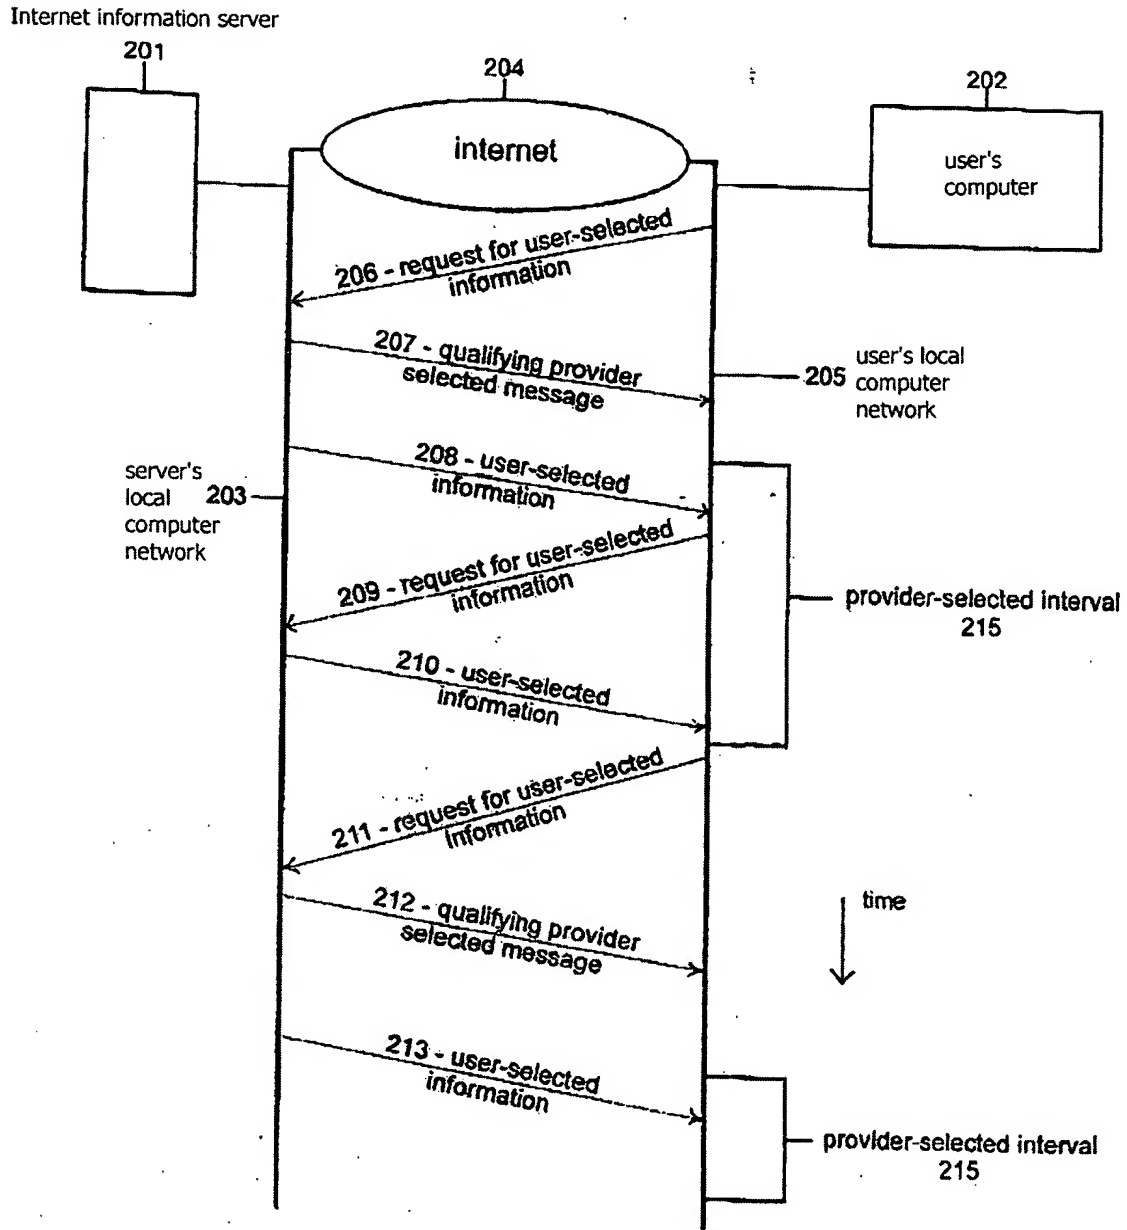 Internet information server
201
204
202
internet
user's
computer
206 - request for user-selected
information
207 - qualifying provider
selected message
205 user's local
computer
network
208 - user-selected
information
server's
local 203
computer
network
209 - request for user-selected
information
provider-selected interval
215
210 - user-selected
information
211 - request for user-selected
information
time
212 - qualifying provider
selected message
213 - user-selected
information
provider-selected interval
215